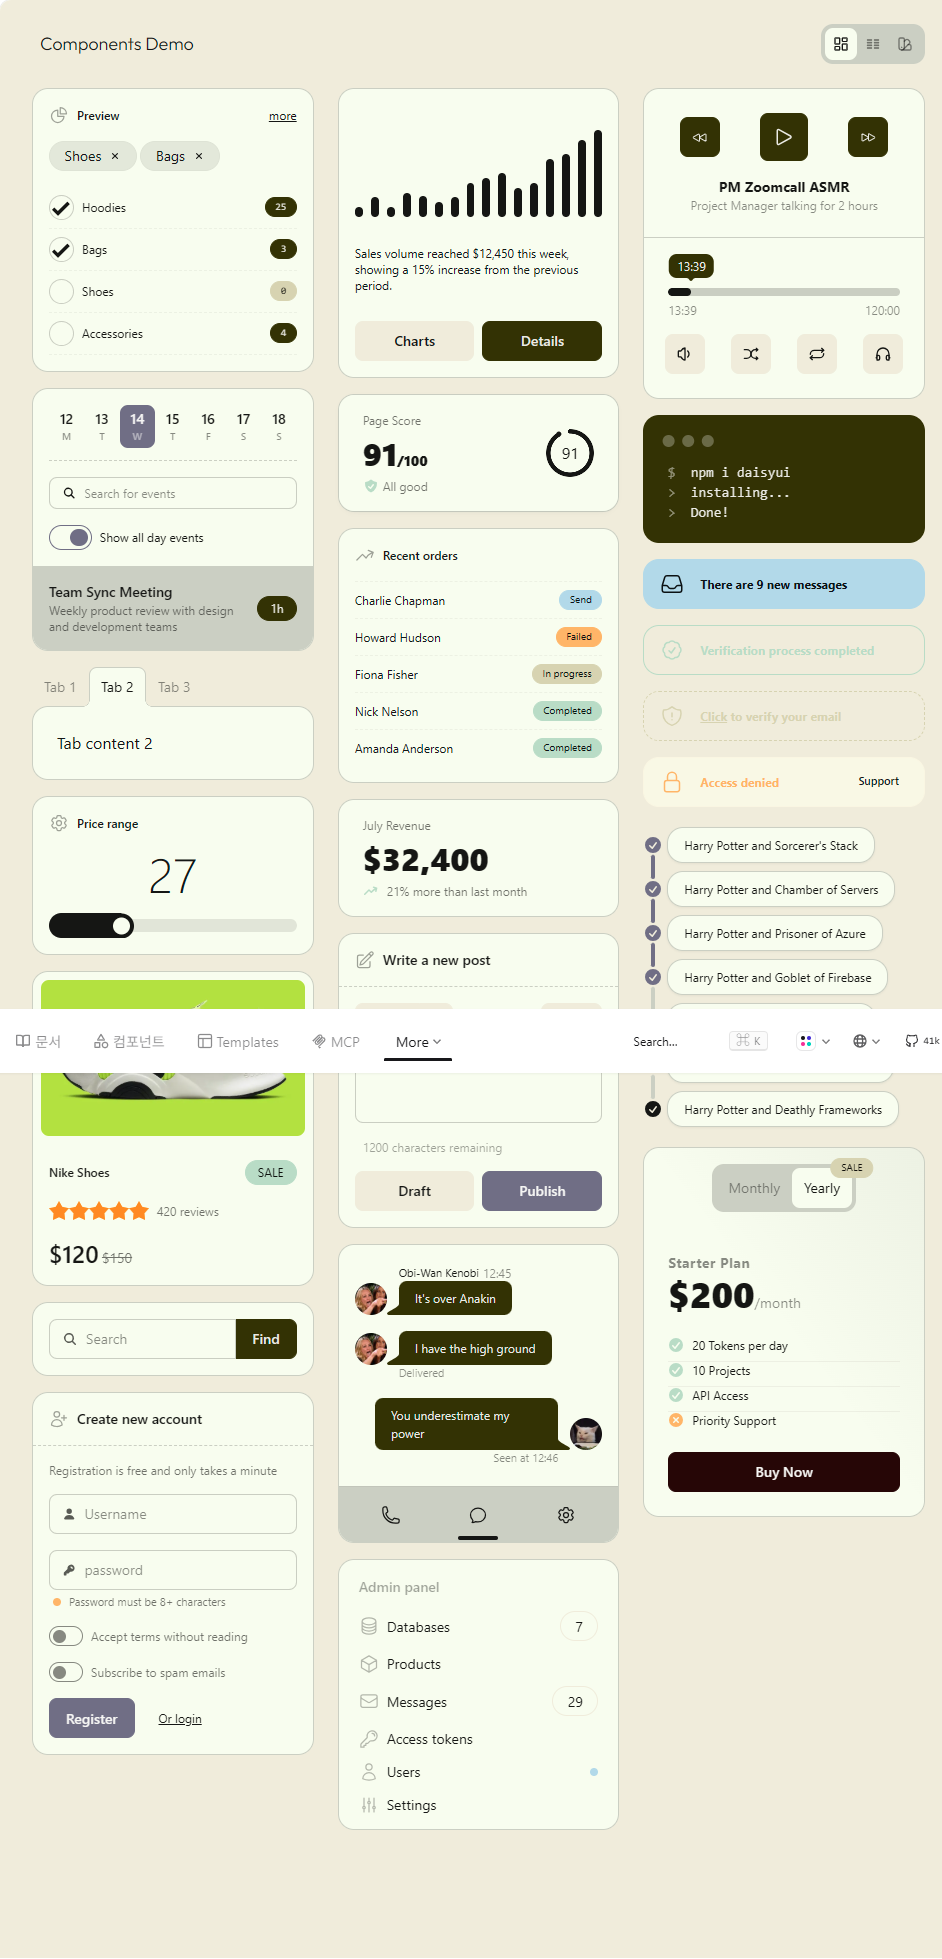 Components Demo
Preview
more
Shoes ×
Bags ×
Hoodies
25
Bags
3
Shoes
0
Accessories
4
12 13 14 15 16 17 18
M T W T F S S
Search for events
Show all day events
Team Sync Meeting
Weekly product review with design
and development teams
1h
Tab 1
Tab 2
Tab 3
Tab content 2
Price range
27
Nike Shoes
SALE
420 reviews
$120 $150
Search
Find
Create new account
Registration is free and only takes a minute
Username
password
Password must be 8+ characters
Accept terms without reading
Subscribe to spam emails
Register
Or login
Sales volume reached $12,450 this week,
showing a 15% increase from the previous
period.
Charts
Details
Page Score
91/100
All good
91
Recent orders
Charlie Chapman
Send
Howard Hudson
Failed
Fiona Fisher
In progress
Nick Nelson
Completed
Amanda Anderson
Completed
July Revenue
$32,400
21% more than last month
Write a new post
1200 characters remaining
Draft
Publish
Obi-Wan Kenobi 12:45
It's over Anakin
I have the high ground
Delivered
You underestimate my
power
Seen at 12:46
Admin panel
Databases
7
Products
Messages
29
Access tokens
Users
Settings
PM Zoomcall ASMR
Project Manager talking for 2 hours
13:39
13:39
120:00
$ npm i daisyui
> installing...
> Done!
There are 9 new messages
Verification process completed
Click to verify your email
Access denied
Support
Harry Potter and Sorcerer's Stack
Harry Potter and Chamber of Servers
Harry Potter and Prisoner of Azure
Harry Potter and Goblet of Firebase
Harry Potter and Deathly Frameworks
SALE
Monthly
Yearly
Starter Plan
$200/month
20 Tokens per day
10 Projects
API Access
Priority Support
Buy Now
문서
컴포넌트
Templates
MCP
More
Search...
⌘ K
41k